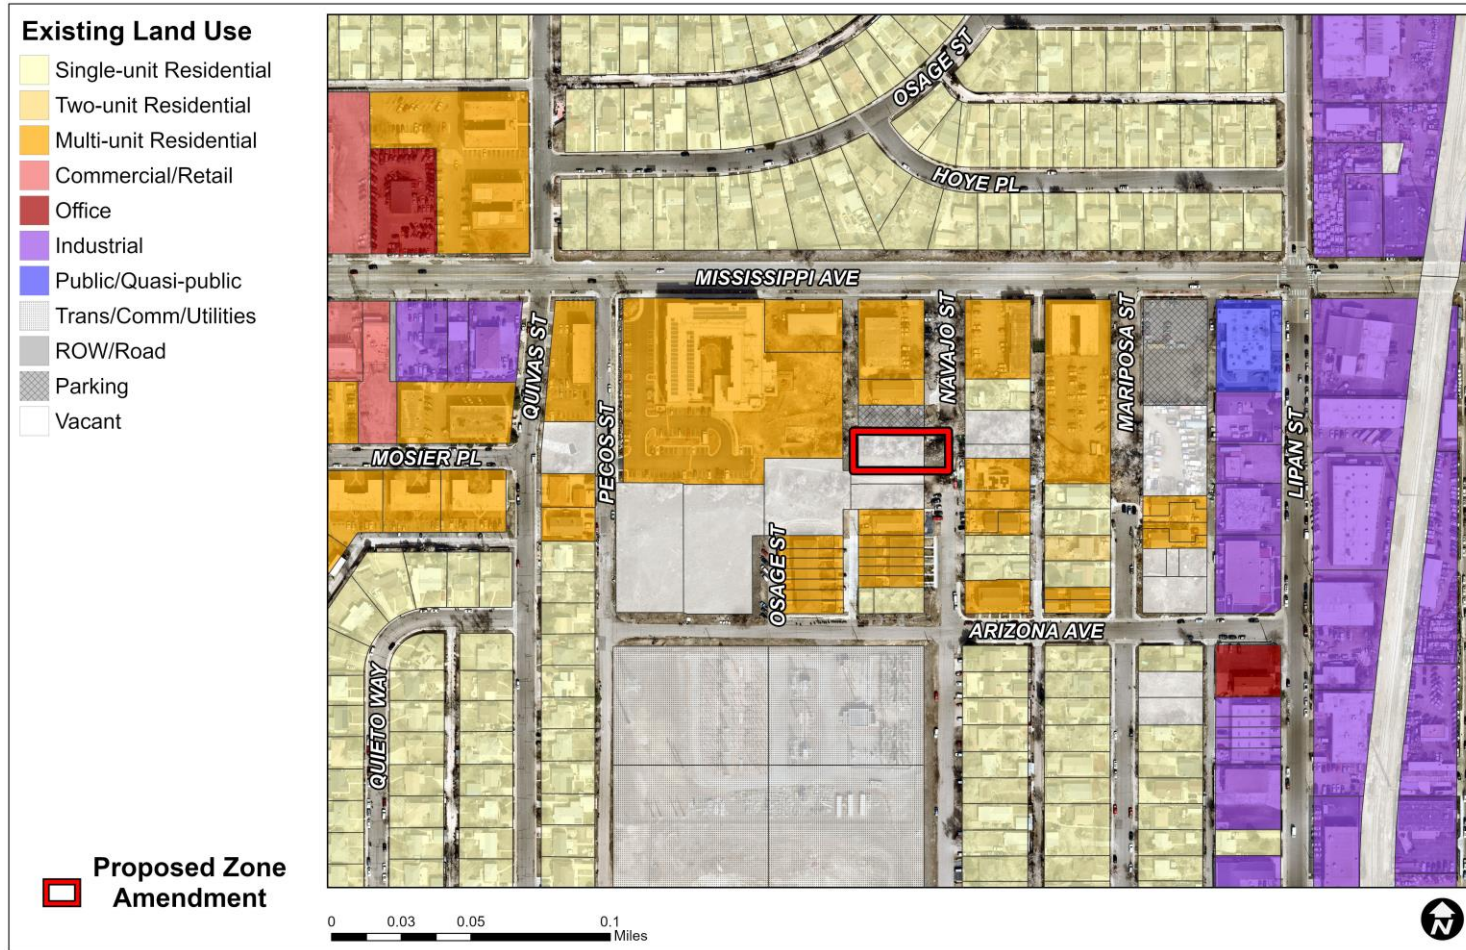 Existing Land Use
Single-unit Residential
Two-unit Residential
Multi-unit Residential
Commercial/Retail
Office
Industrial
Public/Quasi-public
Trans/Comm/Utilities
ROW/Road
Parking
Vacant
OSAGE ST
HOYE PL
MISSISSIPPI AVE
QUIVAS ST
PECOS ST
NAVAJO ST
MARIPOSA ST
LIPAN ST
MOSIER PL
OSAGE ST
ARIZONA AVE
QUIETO WAY
Proposed Zone
Amendment
0 0.03 0.05 0.1
Miles
N